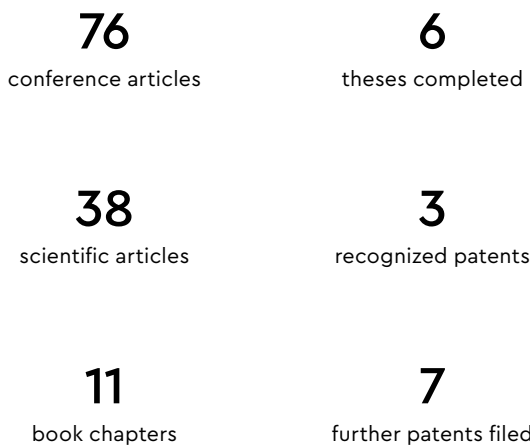 76
conference articles
6
theses completed
38
scientific articles
3
recognized patents
11
book chapters
7
further patents filed